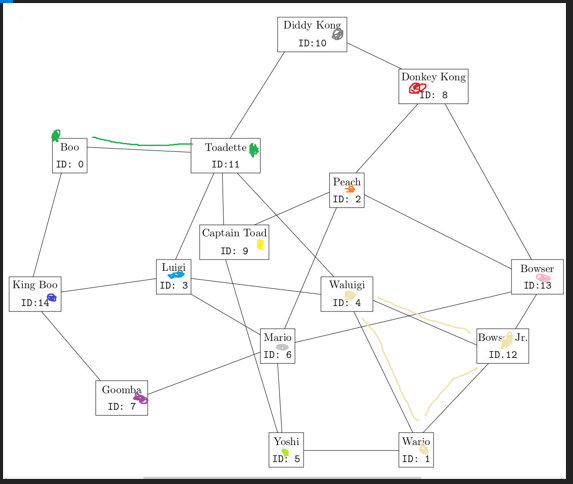 Diddy Kong
ID:10
Donkey Kong
ID: 8
Boo
ID: 0
Toadette
ID:11
Peach
ID: 2
Captain Toad
ID: 9
Luigi
ID: 3
Waluigi
ID: 4
Bowser
ID:13
King Boo
ID:14
Mario
ID: 6
Bowser Jr.
ID.12
Goomba
ID: 7
Yoshi
ID: 5
Wario
ID: 1